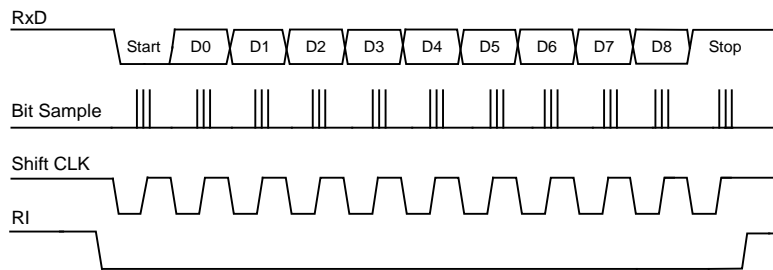 RxD
Start D0 D1 D2 D3 D4 D5 D6 D7 D8 Stop
Bit Sample
Shift CLK
RI